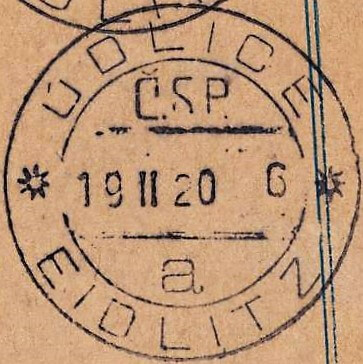 ÚDLICE
Č.S.P.
19 II 20 6
a
EIDLITZ